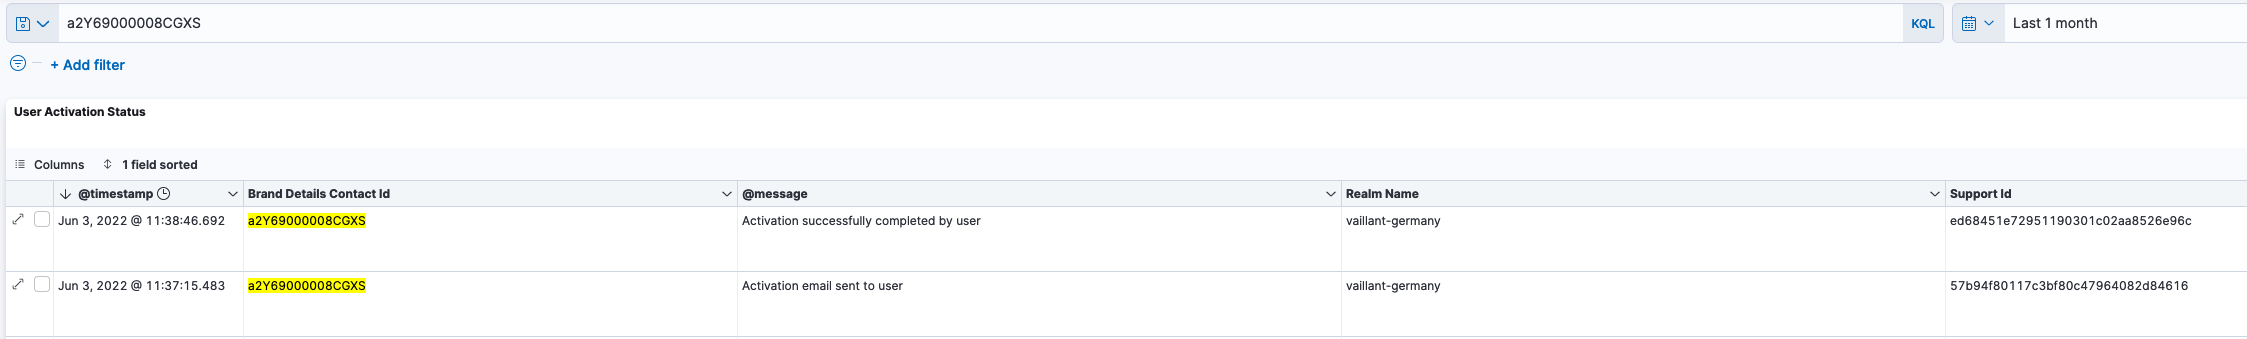 a2Y69000008CGXS KQL Last 1 month
+ Add filter
User Activation Status
Columns 1 field sorted
@timestamp Brand Details Contact Id @message Realm Name Support Id
Jun 3, 2022 @ 11:38:46.692 a2Y69000008CGXS Activation successfully completed by user vaillant-germany ed68451e72951190301c02aa8526e96c
Jun 3, 2022 @ 11:37:15.483 a2Y69000008CGXS Activation email sent to user vaillant-germany 57b94f80117c3bf80c47964082d84616